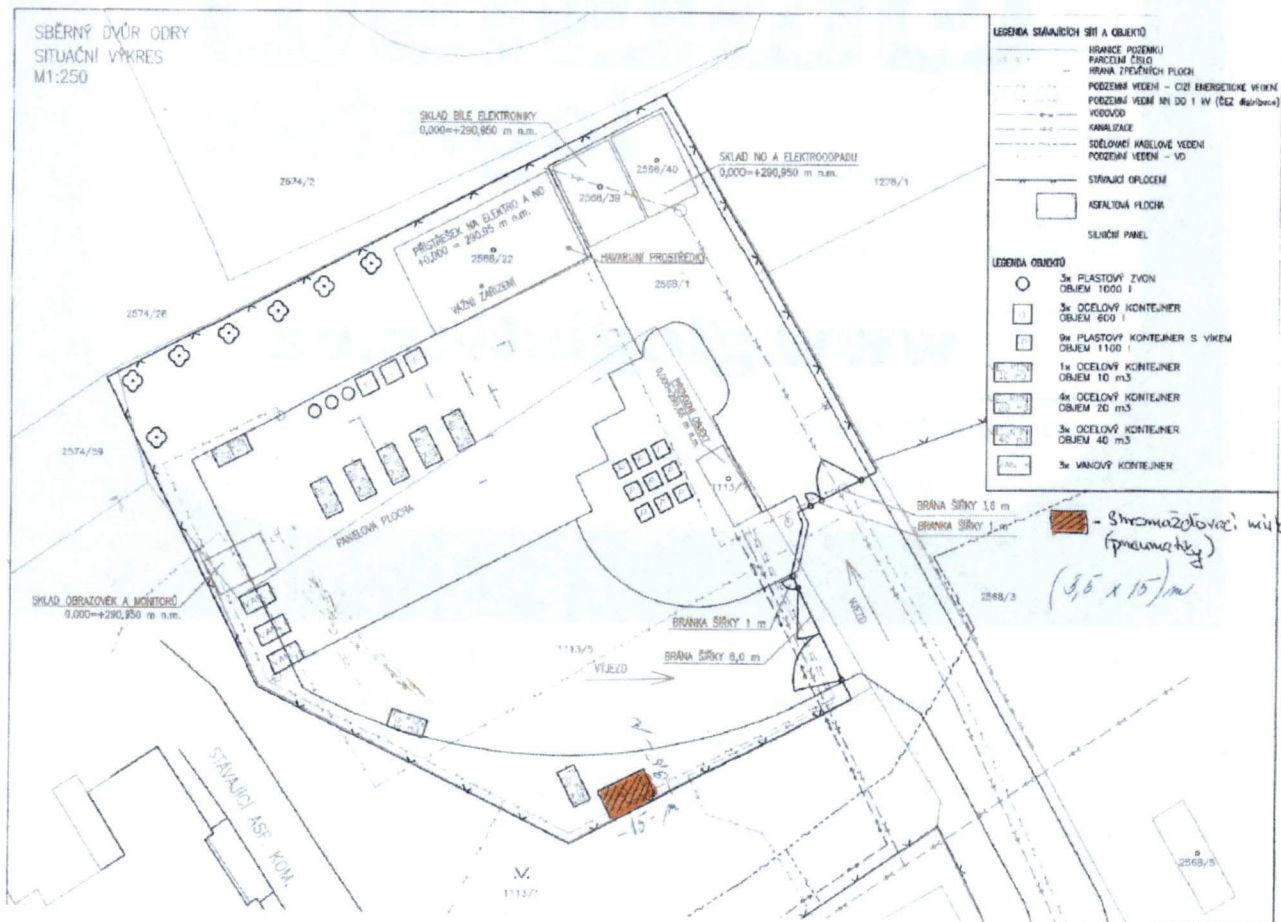 SBĚRNÝ DVŮR ODRY
SITUAČNÍ VÝKRES
M1:250
SKLAD BÍLÉ ELEKTRONIKY
0,000=+290,950 m n.m.
SKLAD NO A ELEKTROODPADU
0,000=+290,950 m n.m.
2574/2
2568/40
2568/39
1278/1
PŘÍSTŘEŠEK NA ELEKTRO A NO
±0,000 = 290,95 m n.m.
2568/22
VÁŽNÍ ZAŘÍZENÍ
HAVARIJNÍ PROSTŘEDKY
2568/1
2574/28
2574/59
PROVOZNÍ OBJEKT
PANELOVÁ PLOCHA
SKLAD OBRAZOVEK A MONITORŮ
0,000=+290,950 m n.m.
BRÁNA ŠÍŘKY 3,6 m
BRANKA ŠÍŘKY 1 m
BRANKA ŠÍŘKY 1 m
BRÁNA ŠÍŘKY 6,0 m
VJEZD
2568/3
1113/5
VÝJEZD
-15- m
STÁVAJÍCÍ ASF. KOM.
1113/1
2568/5
LEGENDA STÁVAJÍCÍCH SÍTÍ A OBJEKTŮ
HRANICE POZEMKU
PARCELNÍ ČÍSLO
HRANA ZPEVĚNÝCH PLOCH
PODZEMNÍ VEDENÍ - CIZÍ ENERGETICKÉ VEDENÍ
PODZEMNÍ VEDNÍ NN DO 1 kV (ČEZ distribuce)
VODOVOD
KANALIZACE
SDĚLOVACÍ KABELOVÉ VEDENÍ
PODZEMNÍ VEDENÍ - VO
STÁVAJÍCÍ OPLOCENÍ
ASFALTOVÁ PLOCHA
SILNIČNÍ PANEL
LEGENDA OBJEKTŮ
3x PLASTOVÝ ZVON
OBJEM 1000 l
3x OCELOVÝ KONTEJNER
OBJEM 600 l
9x PLASTOVÝ KONTEJNER S VÍKEM
OBJEM 1100 l
1x OCELOVÝ KONTEJNER
OBJEM 10 m3
4x OCELOVÝ KONTEJNER
OBJEM 20 m3
3x OCELOVÝ KONTEJNER
OBJEM 40 m3
3x VANOVÝ KONTEJNER
- Shromažďovací
(pneumatiky)
(3,5 x 15) m